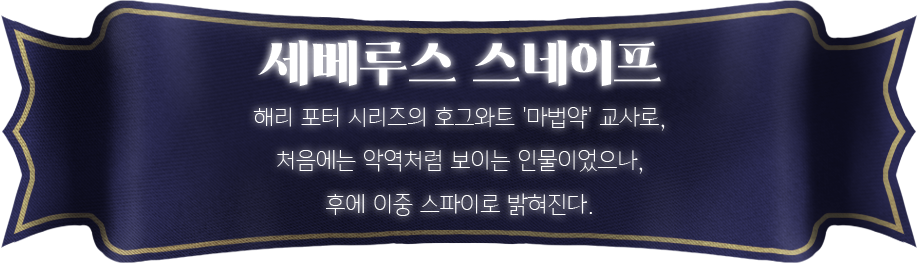 세베루스 스네이프
해리 포터 시리즈의 호그와트 '마법약' 교사로,
처음에는 악역처럼 보이는 인물이었으나,
후에 이중 스파이로 밝혀진다.